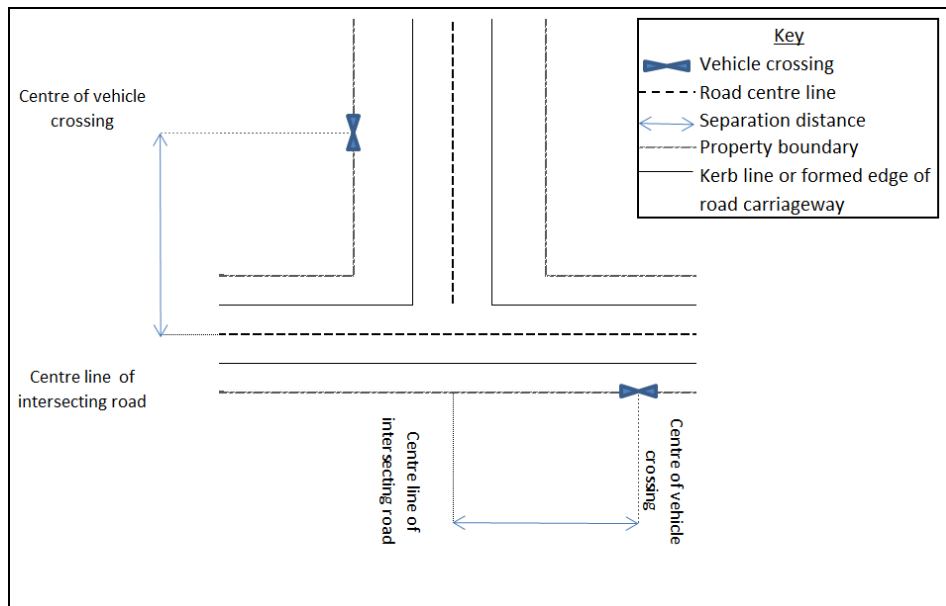 Key
Vehicle crossing
Road centre line
Separation distance
Property boundary
Kerb line or formed edge of
road carriageway
Centre of vehicle
crossing
Centre line of
intersecting road
Centre line of
intersecting road
Centre of vehicle
crossing